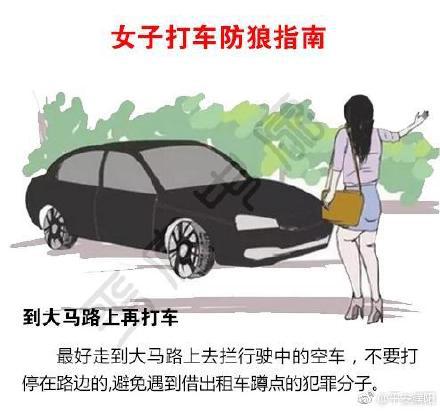 女子打车防狼指南
到大马路上再打车
最好走到大马路上去拦行驶中的空车，不要打
停在路边的,避免遇到借出租车蹲点的犯罪分子。
@平安濮阳